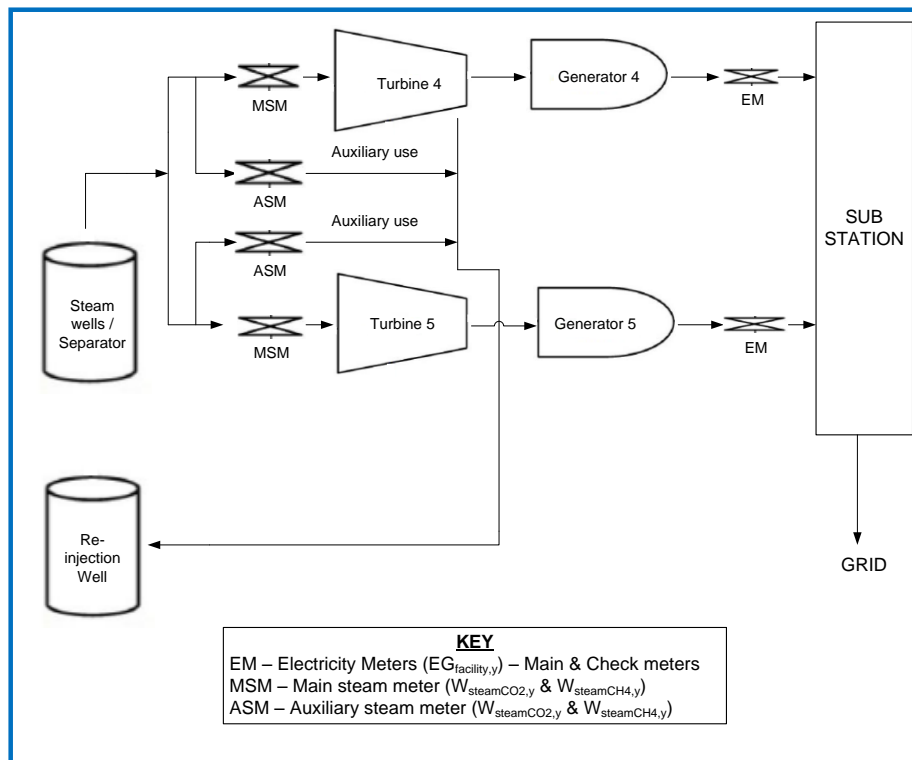 Turbine 4
Generator 4
MSM
EM
Auxiliary use
ASM
Auxiliary use
ASM
SUB
STATION
Steam
wells /
Separator
Turbine 5
Generator 5
MSM
EM
Re-
injection
Well
GRID
KEY
EM – Electricity Meters (EGfacility,y) – Main & Check meters
MSM – Main steam meter (WsteamCO2,y & WsteamCH4,y)
ASM – Auxiliary steam meter (WsteamCO2,y & WsteamCH4,y)